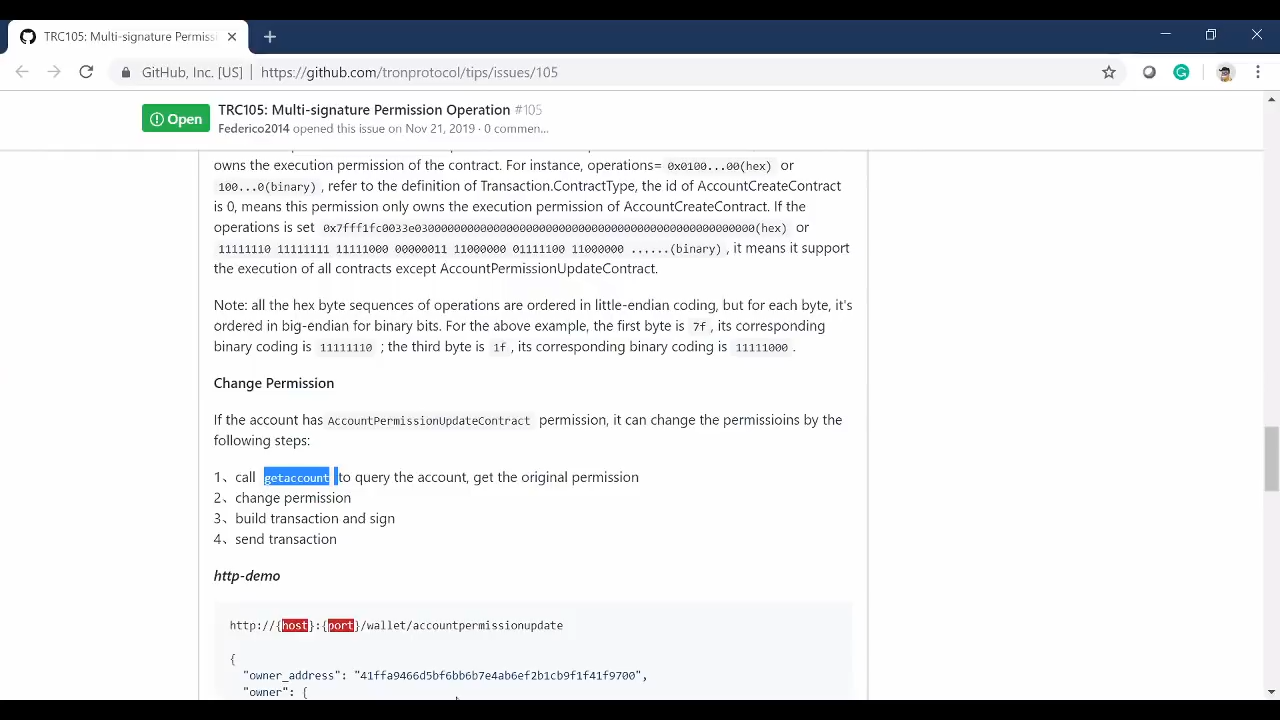 TRC105: Multi-signature Permiss
GitHub, Inc. [US]
https://github.com/tronprotocol/tips/issues/105
Open
TRC105: Multi-signature Permission Operation #105
Federico2014 opened this issue on Nov 21, 2019 · 0 commen...
owns the execution permission of the contract. For instance, operations= 0x0100...00(hex) or
100...0(binary) , refer to the definition of Transaction.ContractType, the id of AccountCreateContract
is 0, means this permission only owns the execution permission of AccountCreateContract. If the
operations is set 0x7fff1fc0033e0300000000000000000000000000000000000000000000000000(hex) or
11111110 11111111 11111000 00000011 11000000 01111100 11000000 ......(binary) , it means it support
the execution of all contracts except AccountPermissionUpdateContract.
Note: all the hex byte sequences of operations are ordered in little-endian coding, but for each byte, it's
ordered in big-endian for binary bits. For the above example, the first byte is 7f , its corresponding
binary coding is 11111110 ; the third byte is 1f , its corresponding binary coding is 11111000 .
Change Permission
If the account has AccountPermissionUpdateContract permission, it can change the permissioins by the
following steps:
1、call getaccount to query the account, get the original permission
2、change permission
3、build transaction and sign
4、send transaction
http-demo
http://{host}:{port}/wallet/accountpermissionupdate
{
"owner_address": "41ffa9466d5bf6bb6b7e4ab6ef2b1cb9f1f41f9700",
"owner": {